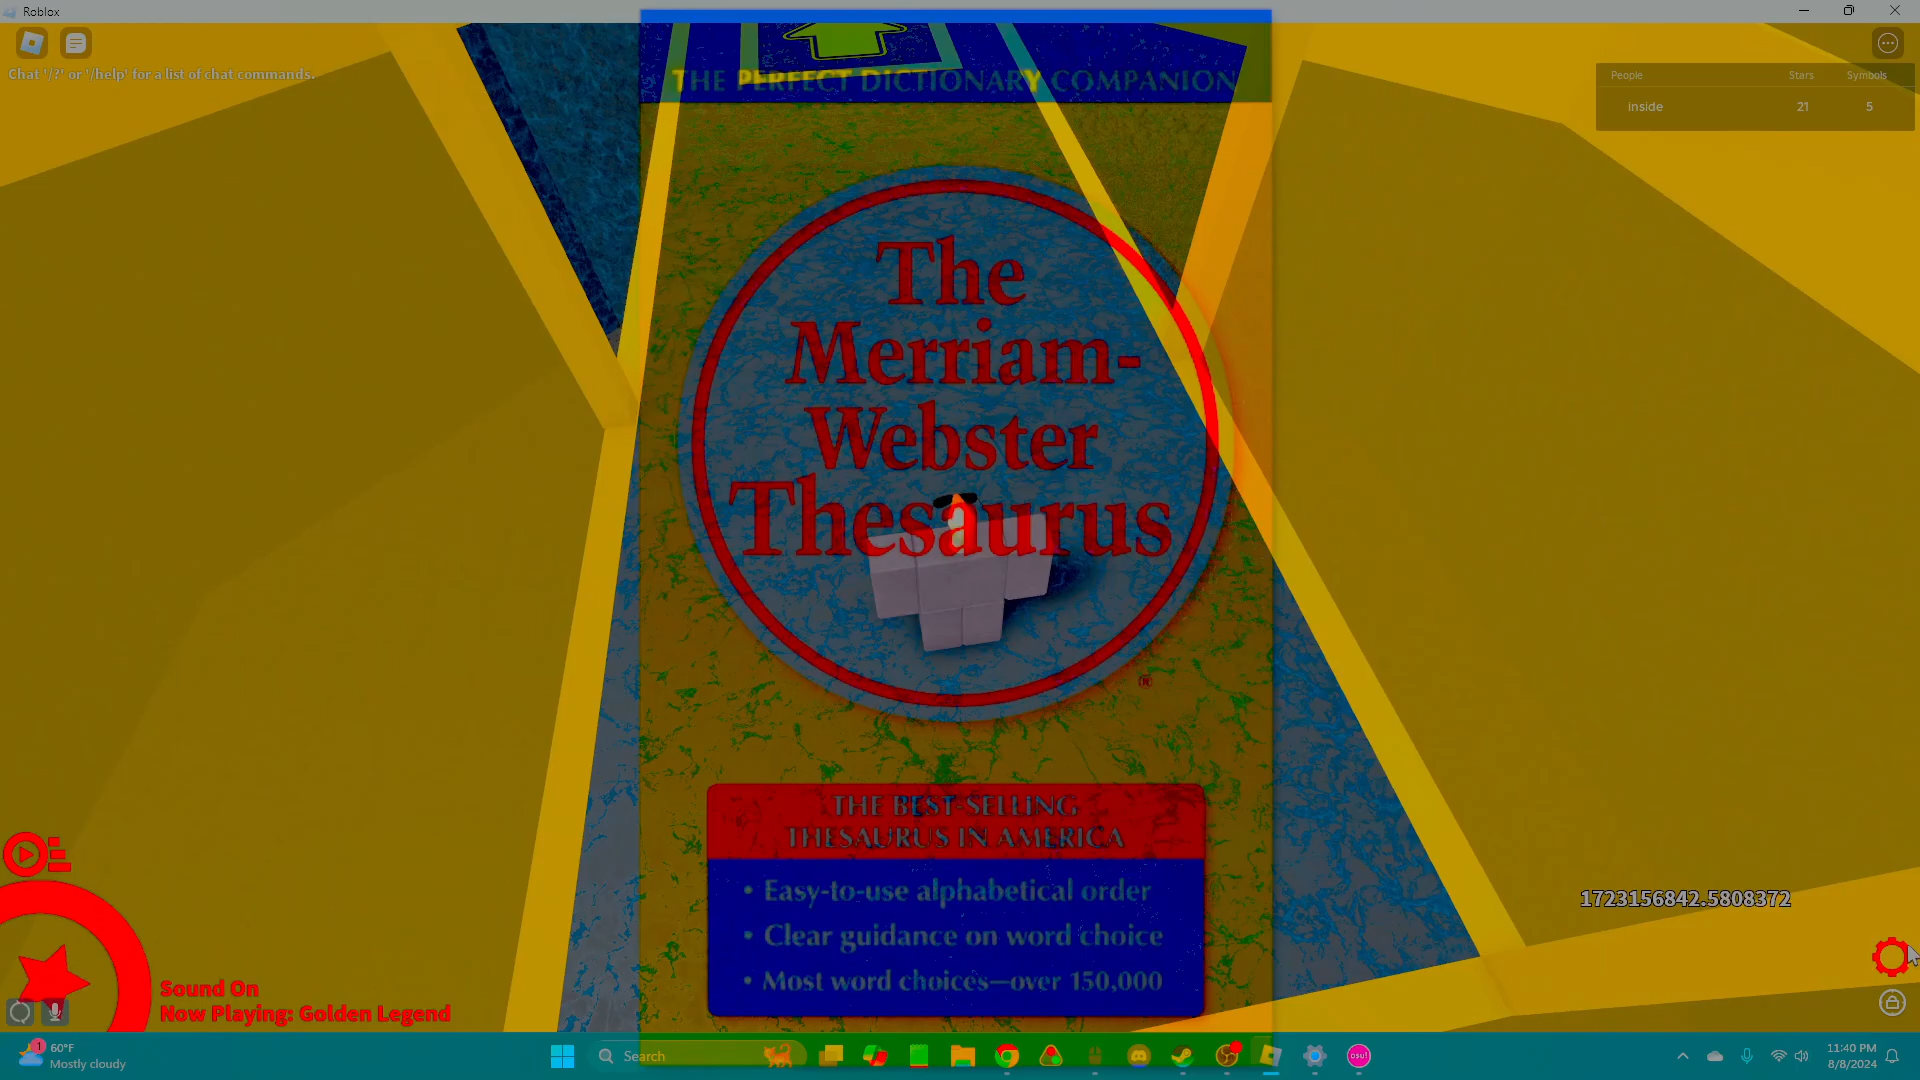 Roblox
Chat '/?' or '/help' for a list of chat commands.
People Stars Symbols
inside 21 5
THE PERFECT DICTIONARY COMPANION
The
Merriam-
Webster
Thesaurus
®
THE BEST-SELLING
THESAURUS IN AMERICA
• Easy-to-use alphabetical order
• Clear guidance on word choice
• Most word choices—over 150,000
1723156842.5808372
Sound On
Now Playing: Golden Legend
1
60°F
Mostly cloudy
Search
osu!
11:40 PM
8/8/2024